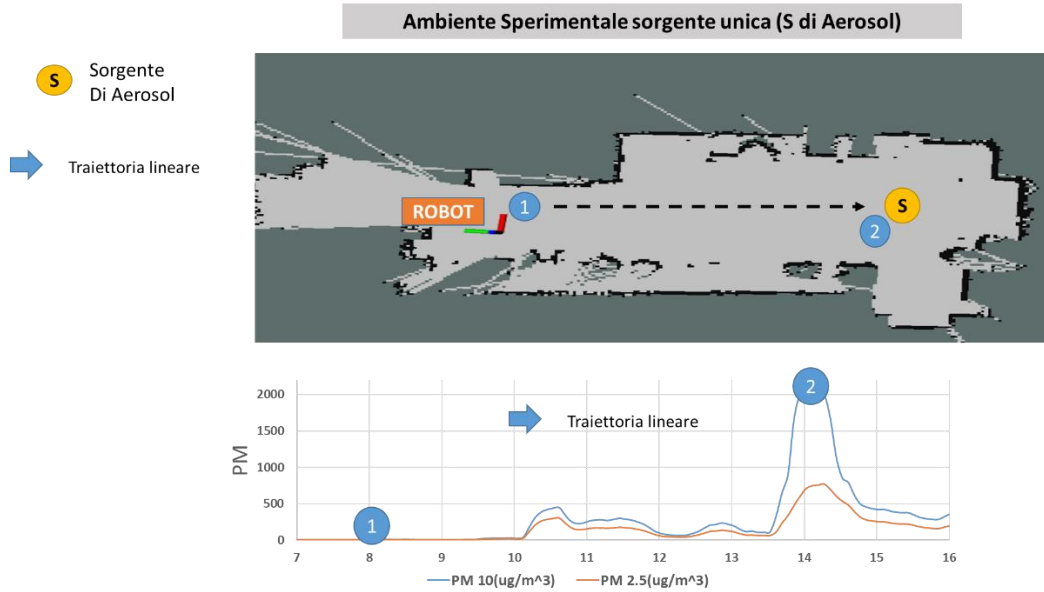 Ambiente Sperimentale sorgente unica (S di Aerosol)
S
Sorgente
Di Aerosol
Traiettoria lineare
ROBOT
1
S
2
2
Traiettoria lineare
PM
2000
1500
1000
500
0
1
7 8 9 10 11 12 13 14 15 16
PM 10(ug/m^3) PM 2.5(ug/m^3)